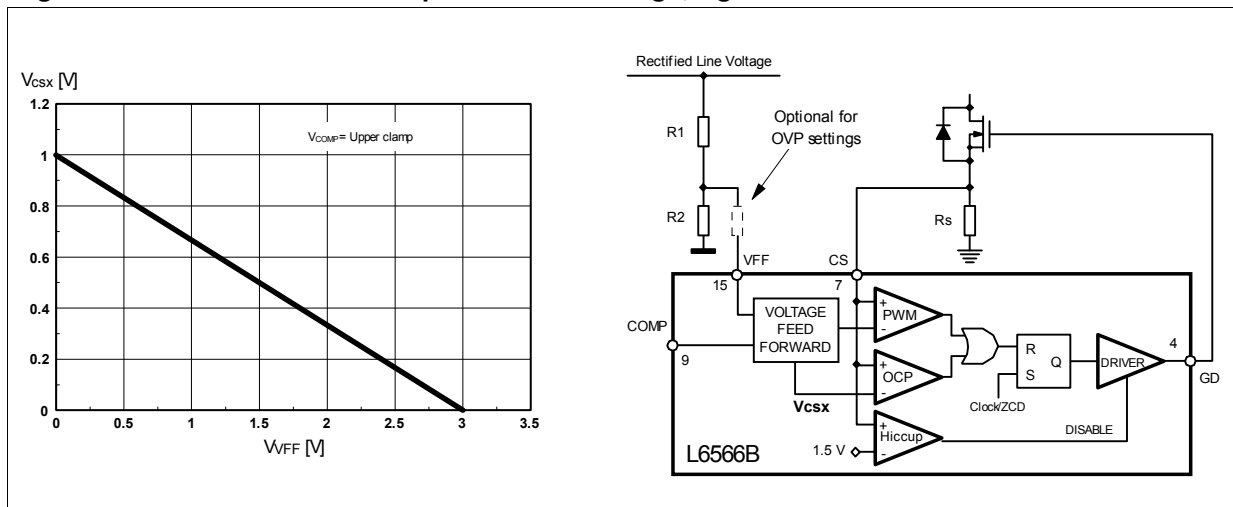 Vcsx [V]
1.2
1
0.8
0.6
0.4
0.2
0
VCOMP = Upper clamp
0 0.5 1 1.5 2 2.5 3 3.5
VVFF [V]
Rectified Line Voltage
R1
Optional for
OVP settings
R2
Rs
VFF
CS
15
7
COMP
9
VOLTAGE
FEED
FORWARD
+
PWM
-
+
OCP
-
Vcsx
+
Hiccup
-
1.5 V
R
Q
S
Clock/ZCD
DRIVER
4
GD
DISABLE
L6566B